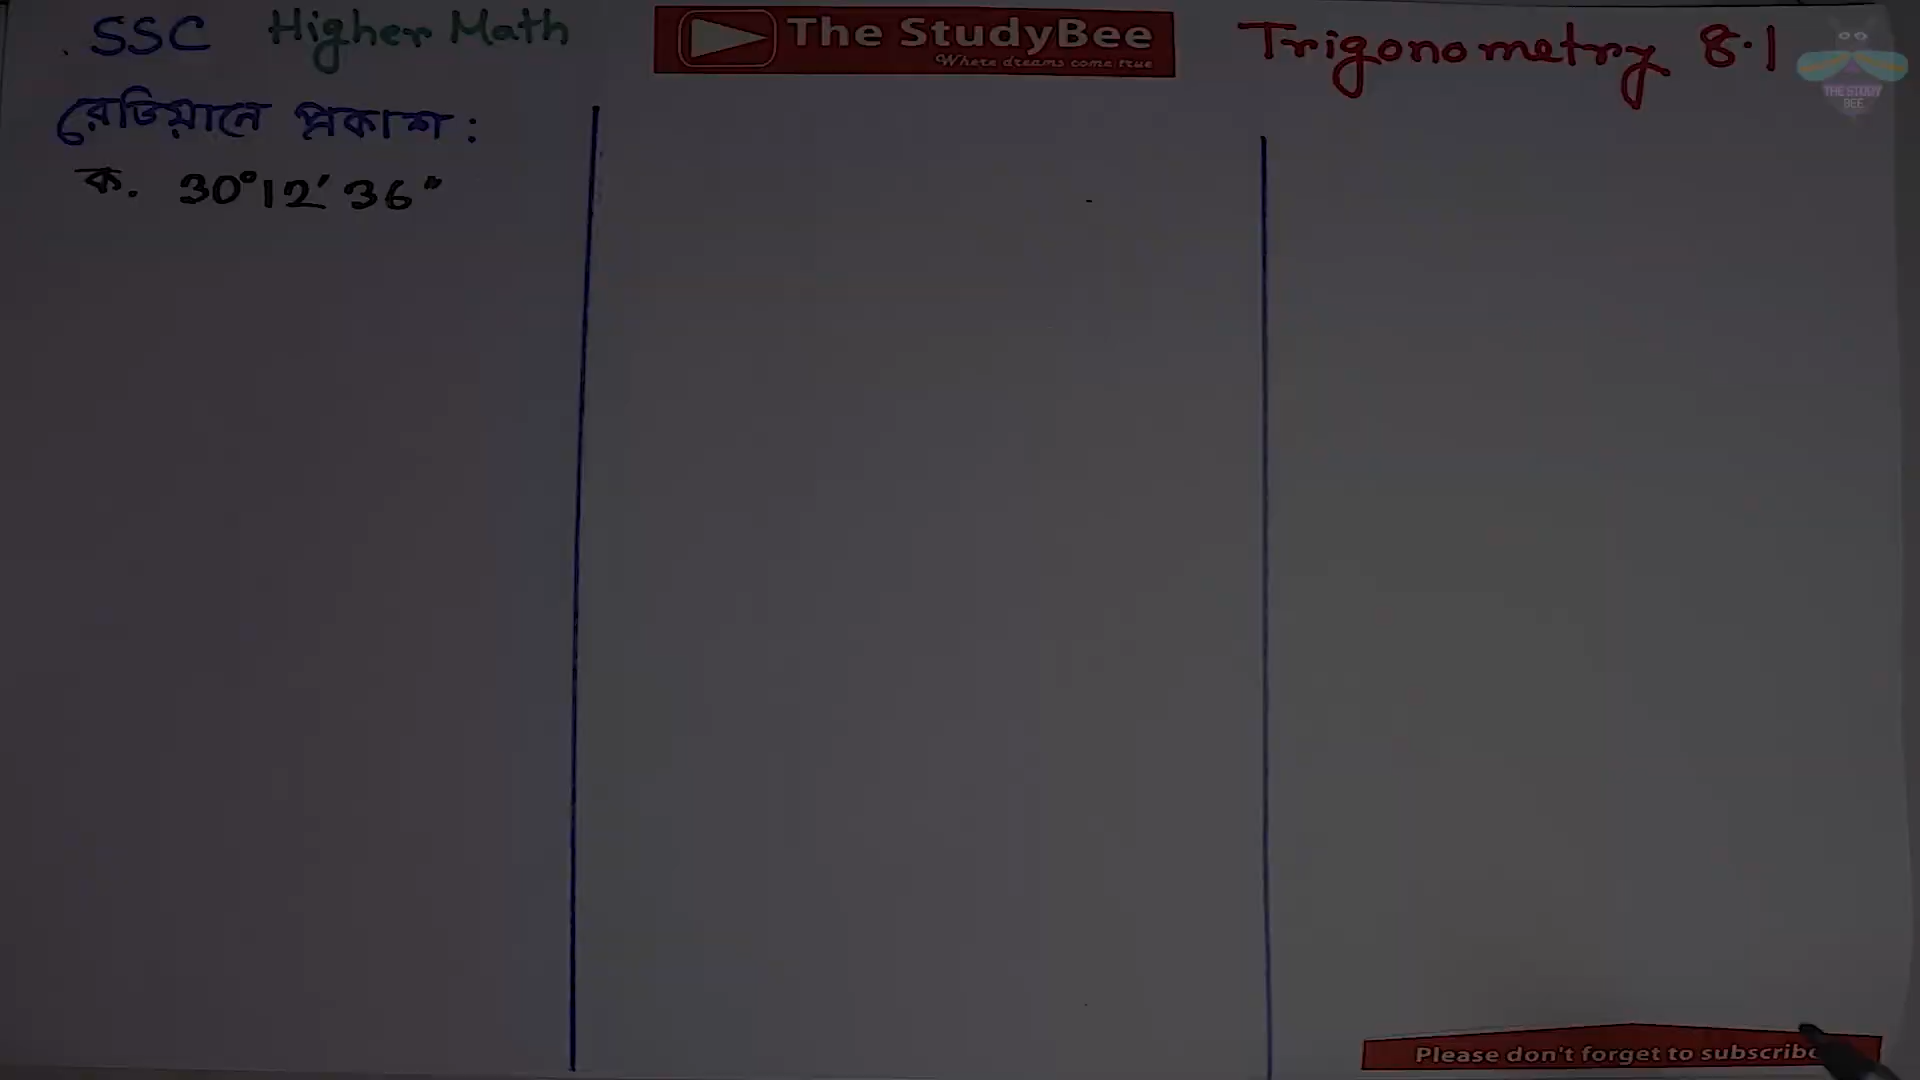 SSC Higher Math
The StudyBee
Where dreams come true
Trigonometry 8.1
THE STUDY
BEE
রেডিয়ানে প্রকাশ :
ক. 30°12′36″
Please don't forget to subscribe